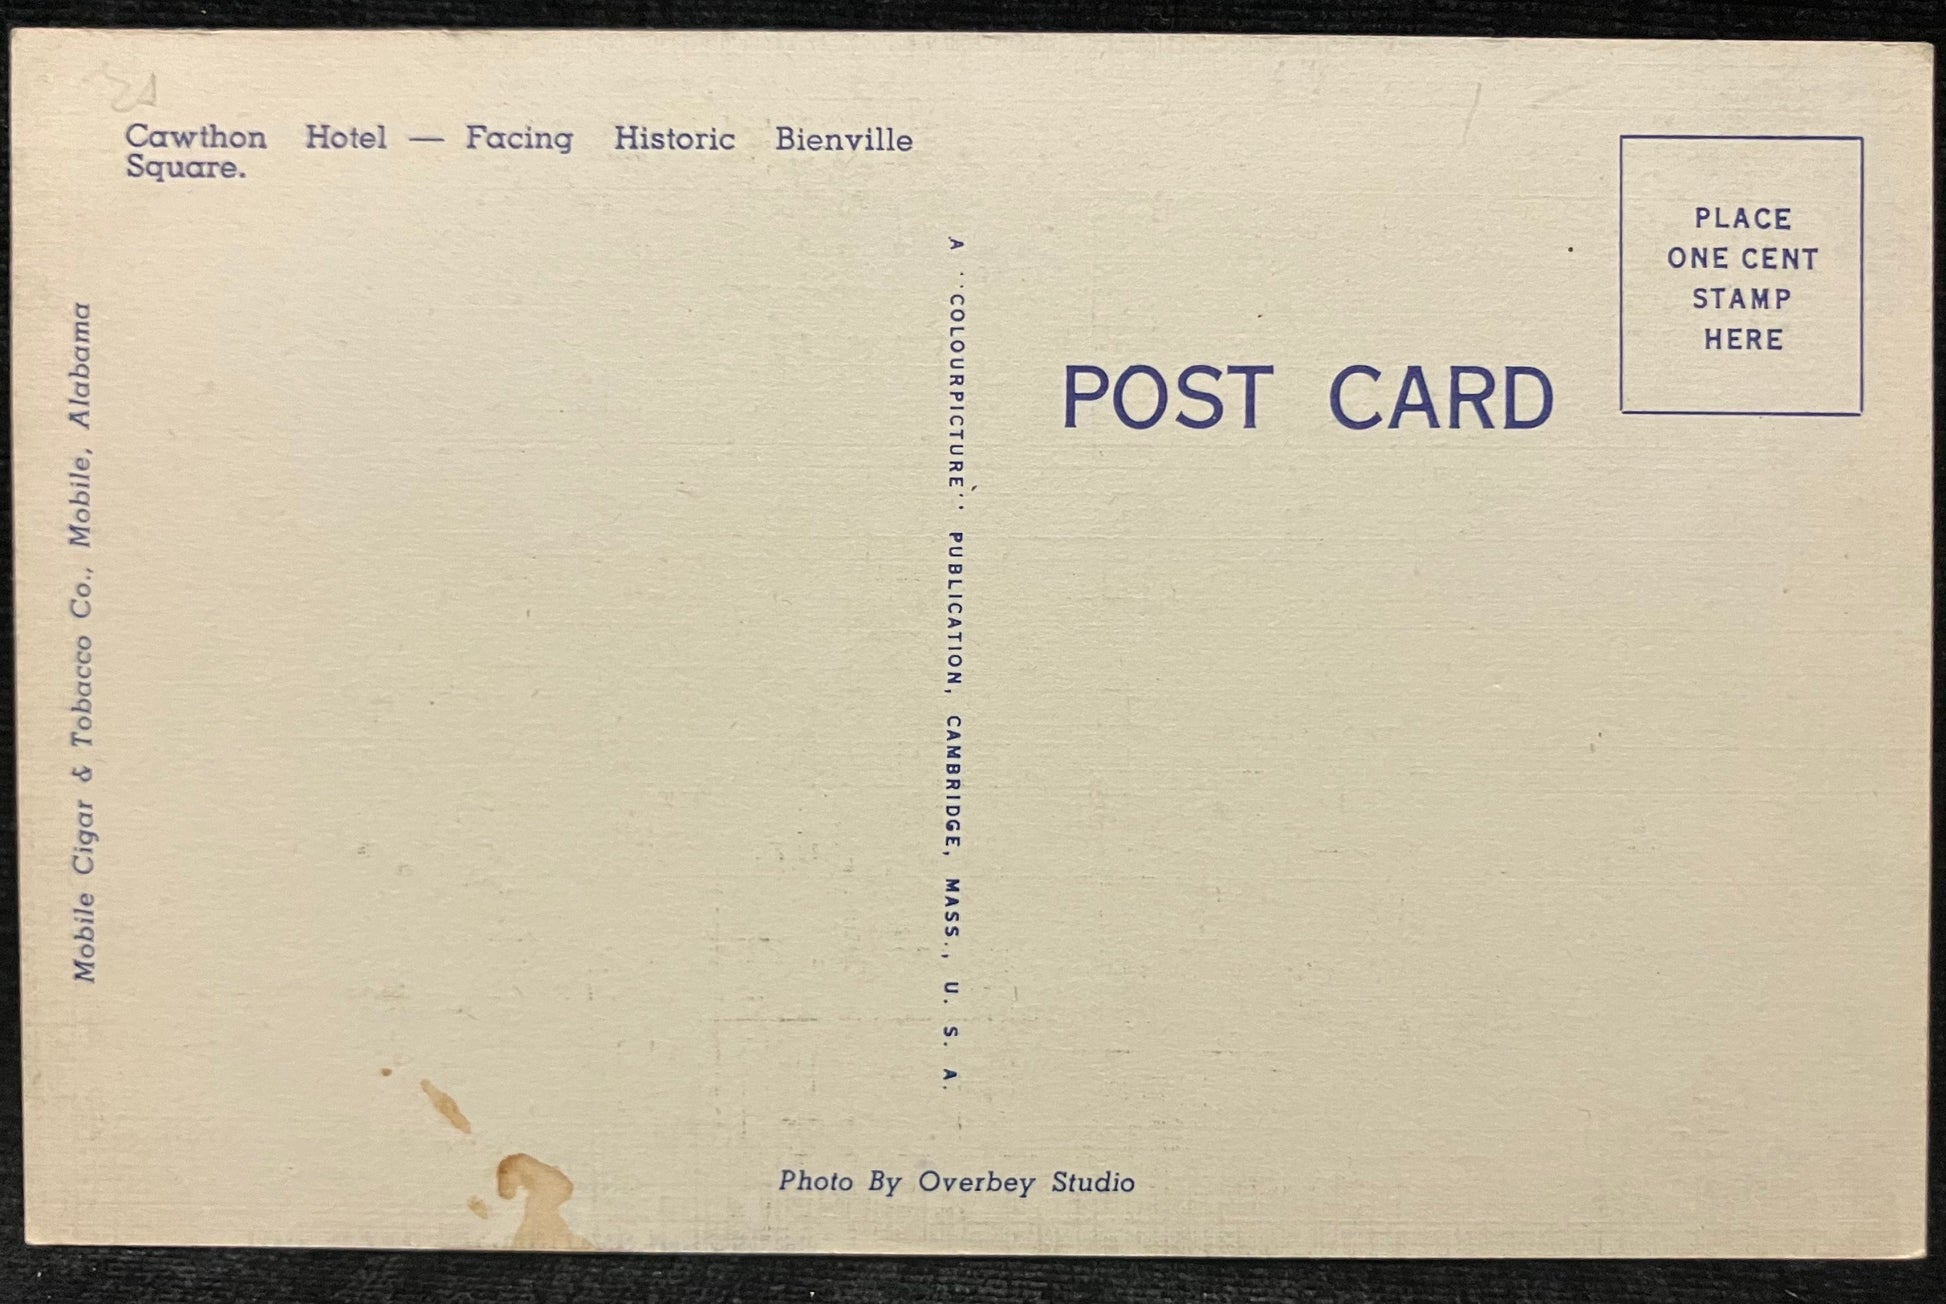 Cawthon Hotel — Facing Historic Bienville
Square.
Mobile Cigar & Tobacco Co., Mobile, Alabama
A "COLOURPICTURE" PUBLICATION, CAMBRIDGE, MASS., U. S. A.
POST CARD
PLACE
ONE CENT
STAMP
HERE
Photo By Overbey Studio